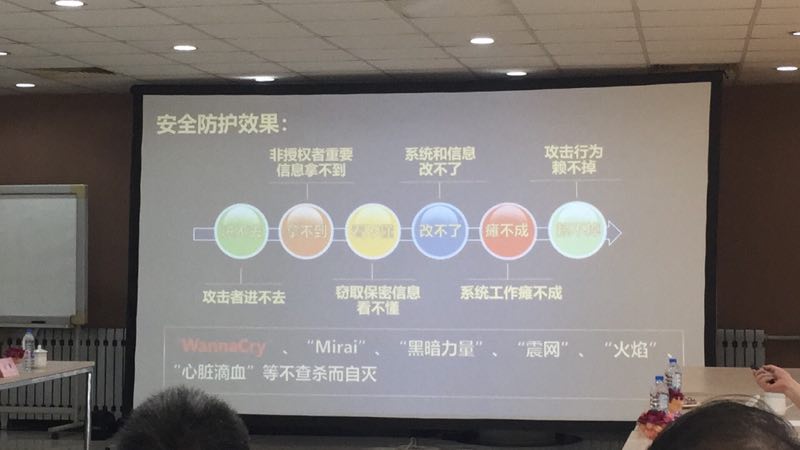 安全防护效果：
非授权者重要
信息拿不到
系统和信息
改不了
攻击行为
赖不掉
进不去
拿不到
看不懂
改不了
瘫不成
赖不掉
攻击者进不去
窃取保密信息
看不懂
系统工作瘫不成
WannaCry 、“Mirai”、“黑暗力量”、“震网”、“火焰”、
“心脏滴血”等不查杀而自灭